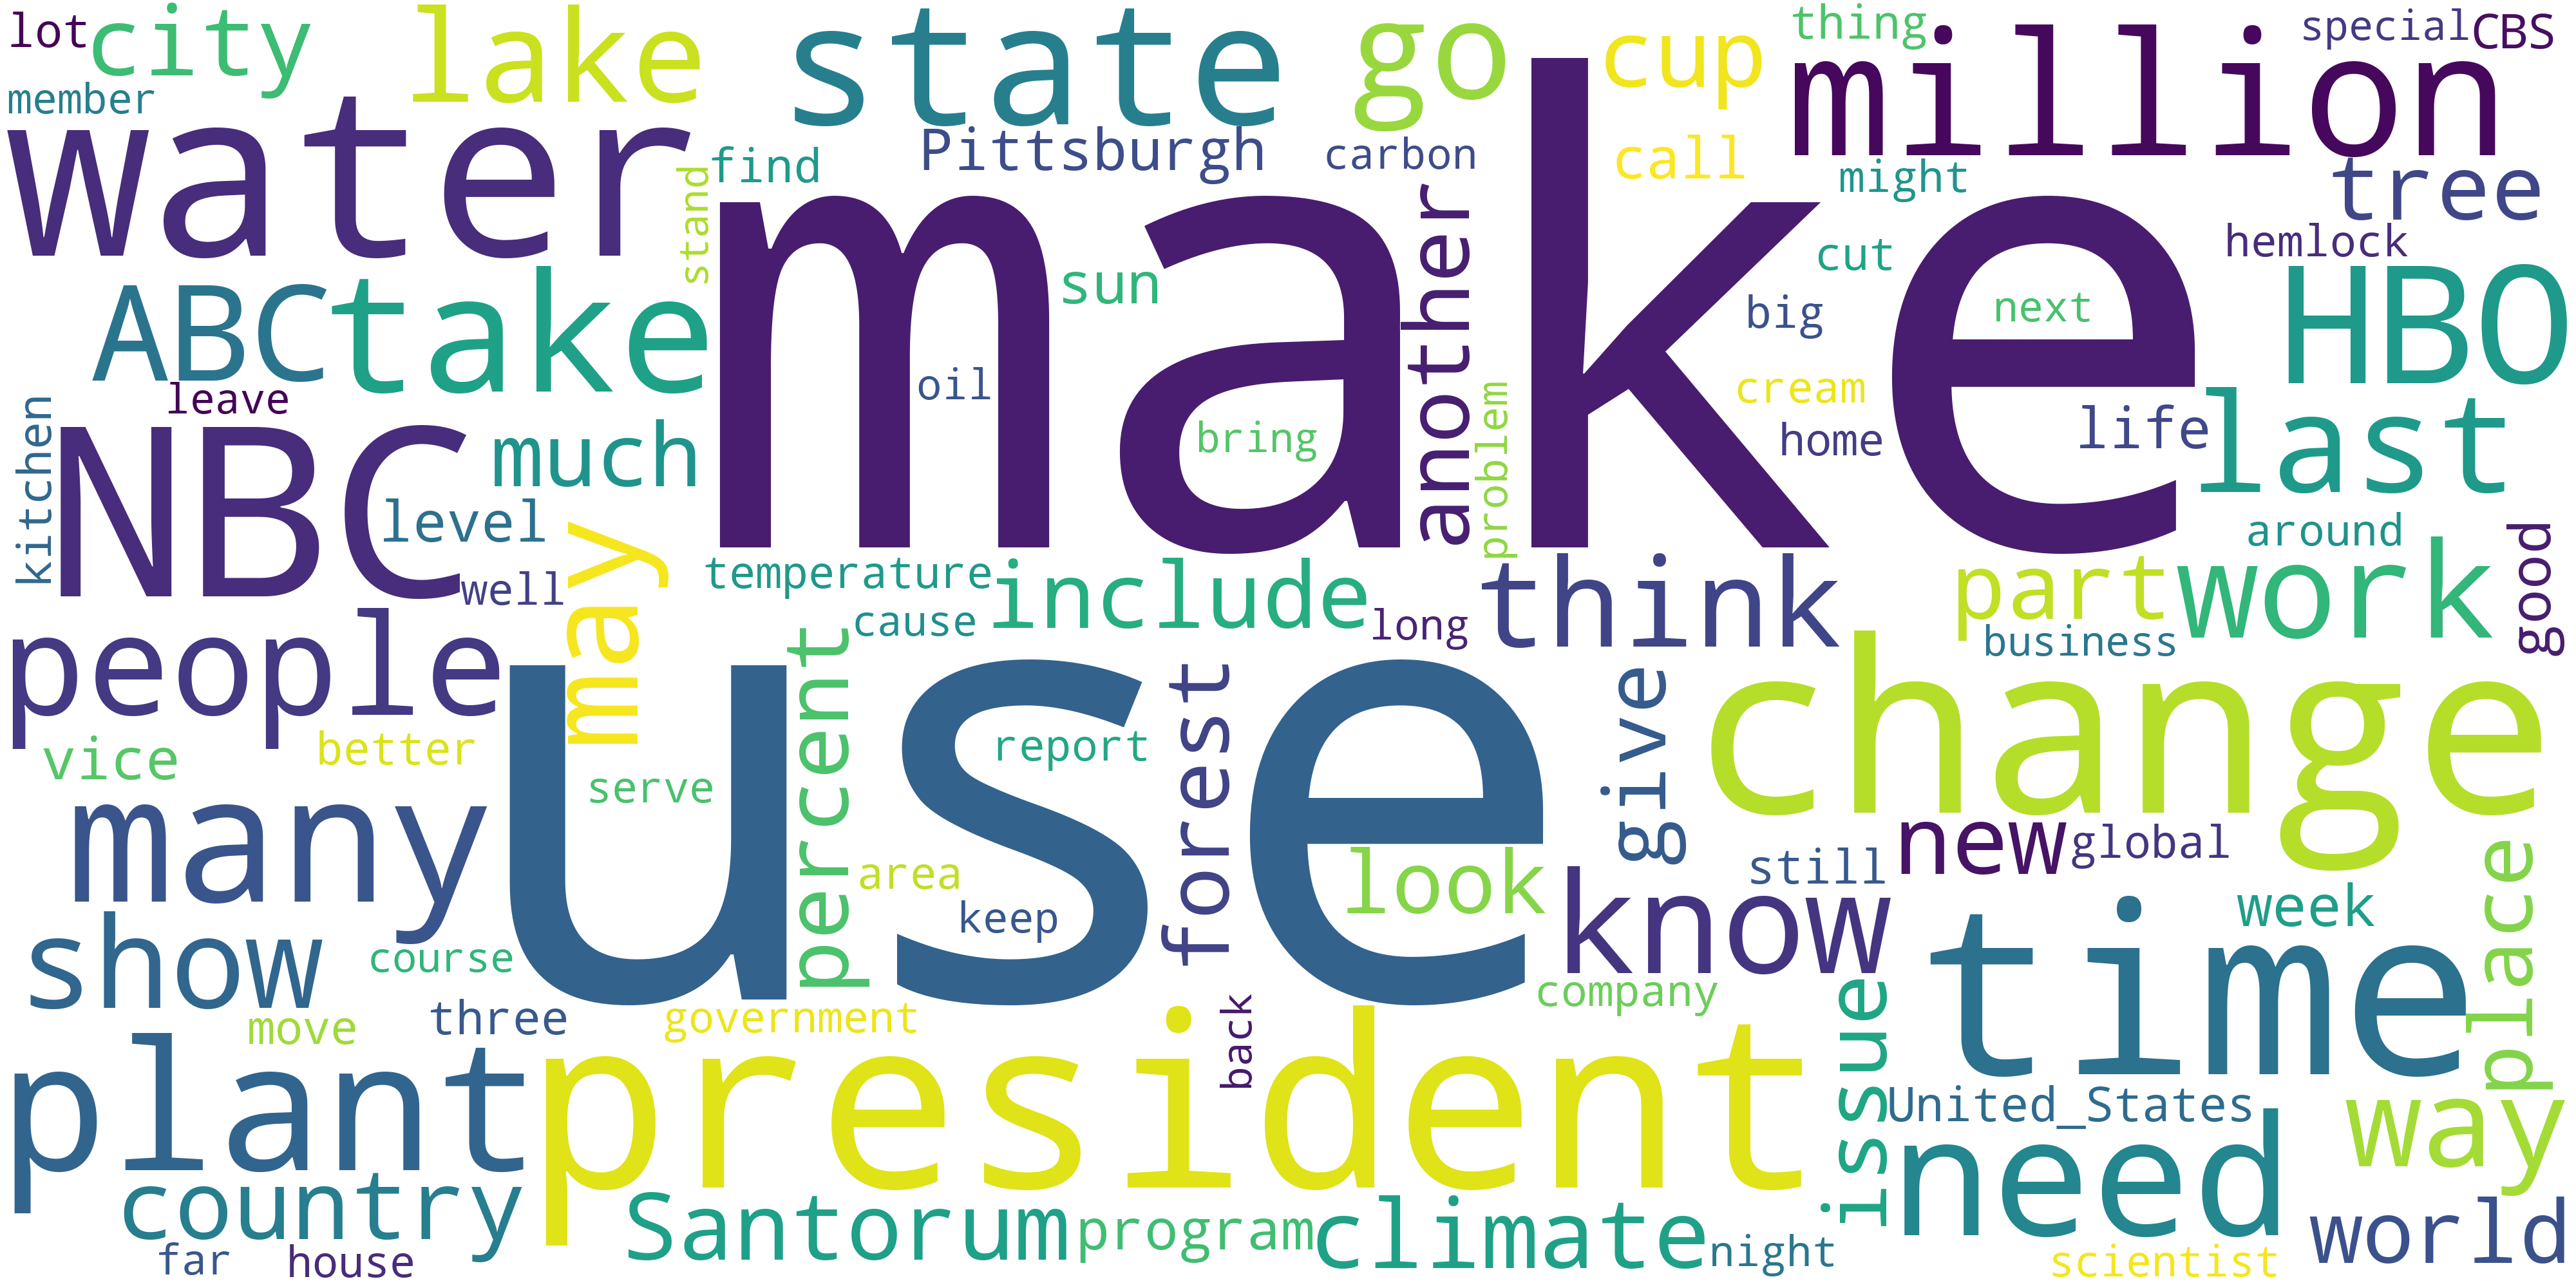 lot
city
lake
state
go
cup
thing
million
special
CBS
member
water
find
Pittsburgh
carbon
call
might
tree
stand
make
another
sun
cut
hemlock
ABC
take
big
next
HBO
leave
oil
cream
kitchen
NBC
much
bring
problem
home
life
last
level
may
well
temperature
include
think
around
good
people
cause
long
part
business
work
vice
better
use
percent
report
forest
give
change
serve
many
area
look
still
new
global
place
show
course
keep
know
week
move
three
government
back
company
issue
time
plant
president
United_States
need
way
country
Santorum
program
climate
night
world
far
house
scientist